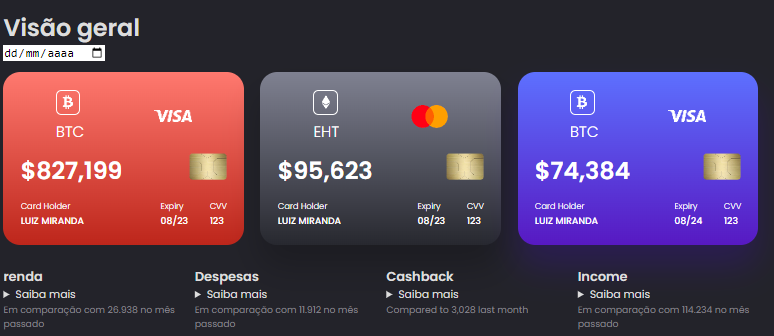 Visão geral
dd/mm/aaaa
VISA
BTC
$827,199
Card Holder Expiry CVV
LUIZ MIRANDA 08/23 123
EHT
$95,623
Card Holder Expiry CVV
LUIZ MIRANDA 08/23 123
VISA
BTC
$74,384
Card Holder Expiry CVV
LUIZ MIRANDA 08/24 123
renda
Saiba mais
Em comparação com 26.938 no mês
passado
Despesas
Saiba mais
Em comparação com 11.912 no mês
passado
Cashback
Saiba mais
Compared to 3,028 last month
Income
Saiba mais
Em comparação com 114.234 no mês
passado